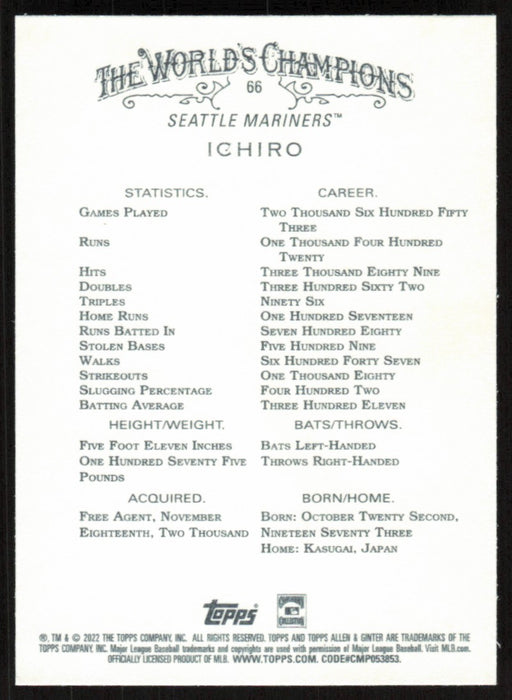 THE WORLD'S CHAMPIONS
66
SEATTLE MARINERS™
ICHIRO
STATISTICS. CAREER.
GAMES PLAYED TWO THOUSAND SIX HUNDRED FIFTY
THREE
RUNS ONE THOUSAND FOUR HUNDRED
TWENTY
HITS THREE THOUSAND EIGHTY NINE
DOUBLES THREE HUNDRED SIXTY TWO
TRIPLES NINETY SIX
HOME RUNS ONE HUNDRED SEVENTEEN
RUNS BATTED IN SEVEN HUNDRED EIGHTY
STOLEN BASES FIVE HUNDRED NINE
WALKS SIX HUNDRED FORTY SEVEN
STRIKEOUTS ONE THOUSAND EIGHTY
SLUGGING PERCENTAGE FOUR HUNDRED TWO
BATTING AVERAGE THREE HUNDRED ELEVEN
HEIGHT/WEIGHT. BATS/THROWS.
FIVE FOOT ELEVEN INCHES BATS LEFT-HANDED
ONE HUNDRED SEVENTY FIVE THROWS RIGHT-HANDED
POUNDS
ACQUIRED. BORN/HOME.
FREE AGENT, NOVEMBER BORN: OCTOBER TWENTY SECOND,
EIGHTEENTH, TWO THOUSAND NINETEEN SEVENTY THREE
HOME: KASUGAI, JAPAN
Topps
®, TM & © 2022 THE TOPPS COMPANY, INC. ALL RIGHTS RESERVED. TOPPS AND TOPPS ALLEN & GINTER ARE TRADEMARKS OF THE
TOPPS COMPANY, INC. Major League Baseball trademarks and copyrights are used with permission of Major League Baseball. Visit MLB.com.
OFFICIALLY LICENSED PRODUCT OF MLB. WWW.TOPPS.COM. CODE#CMP053853.